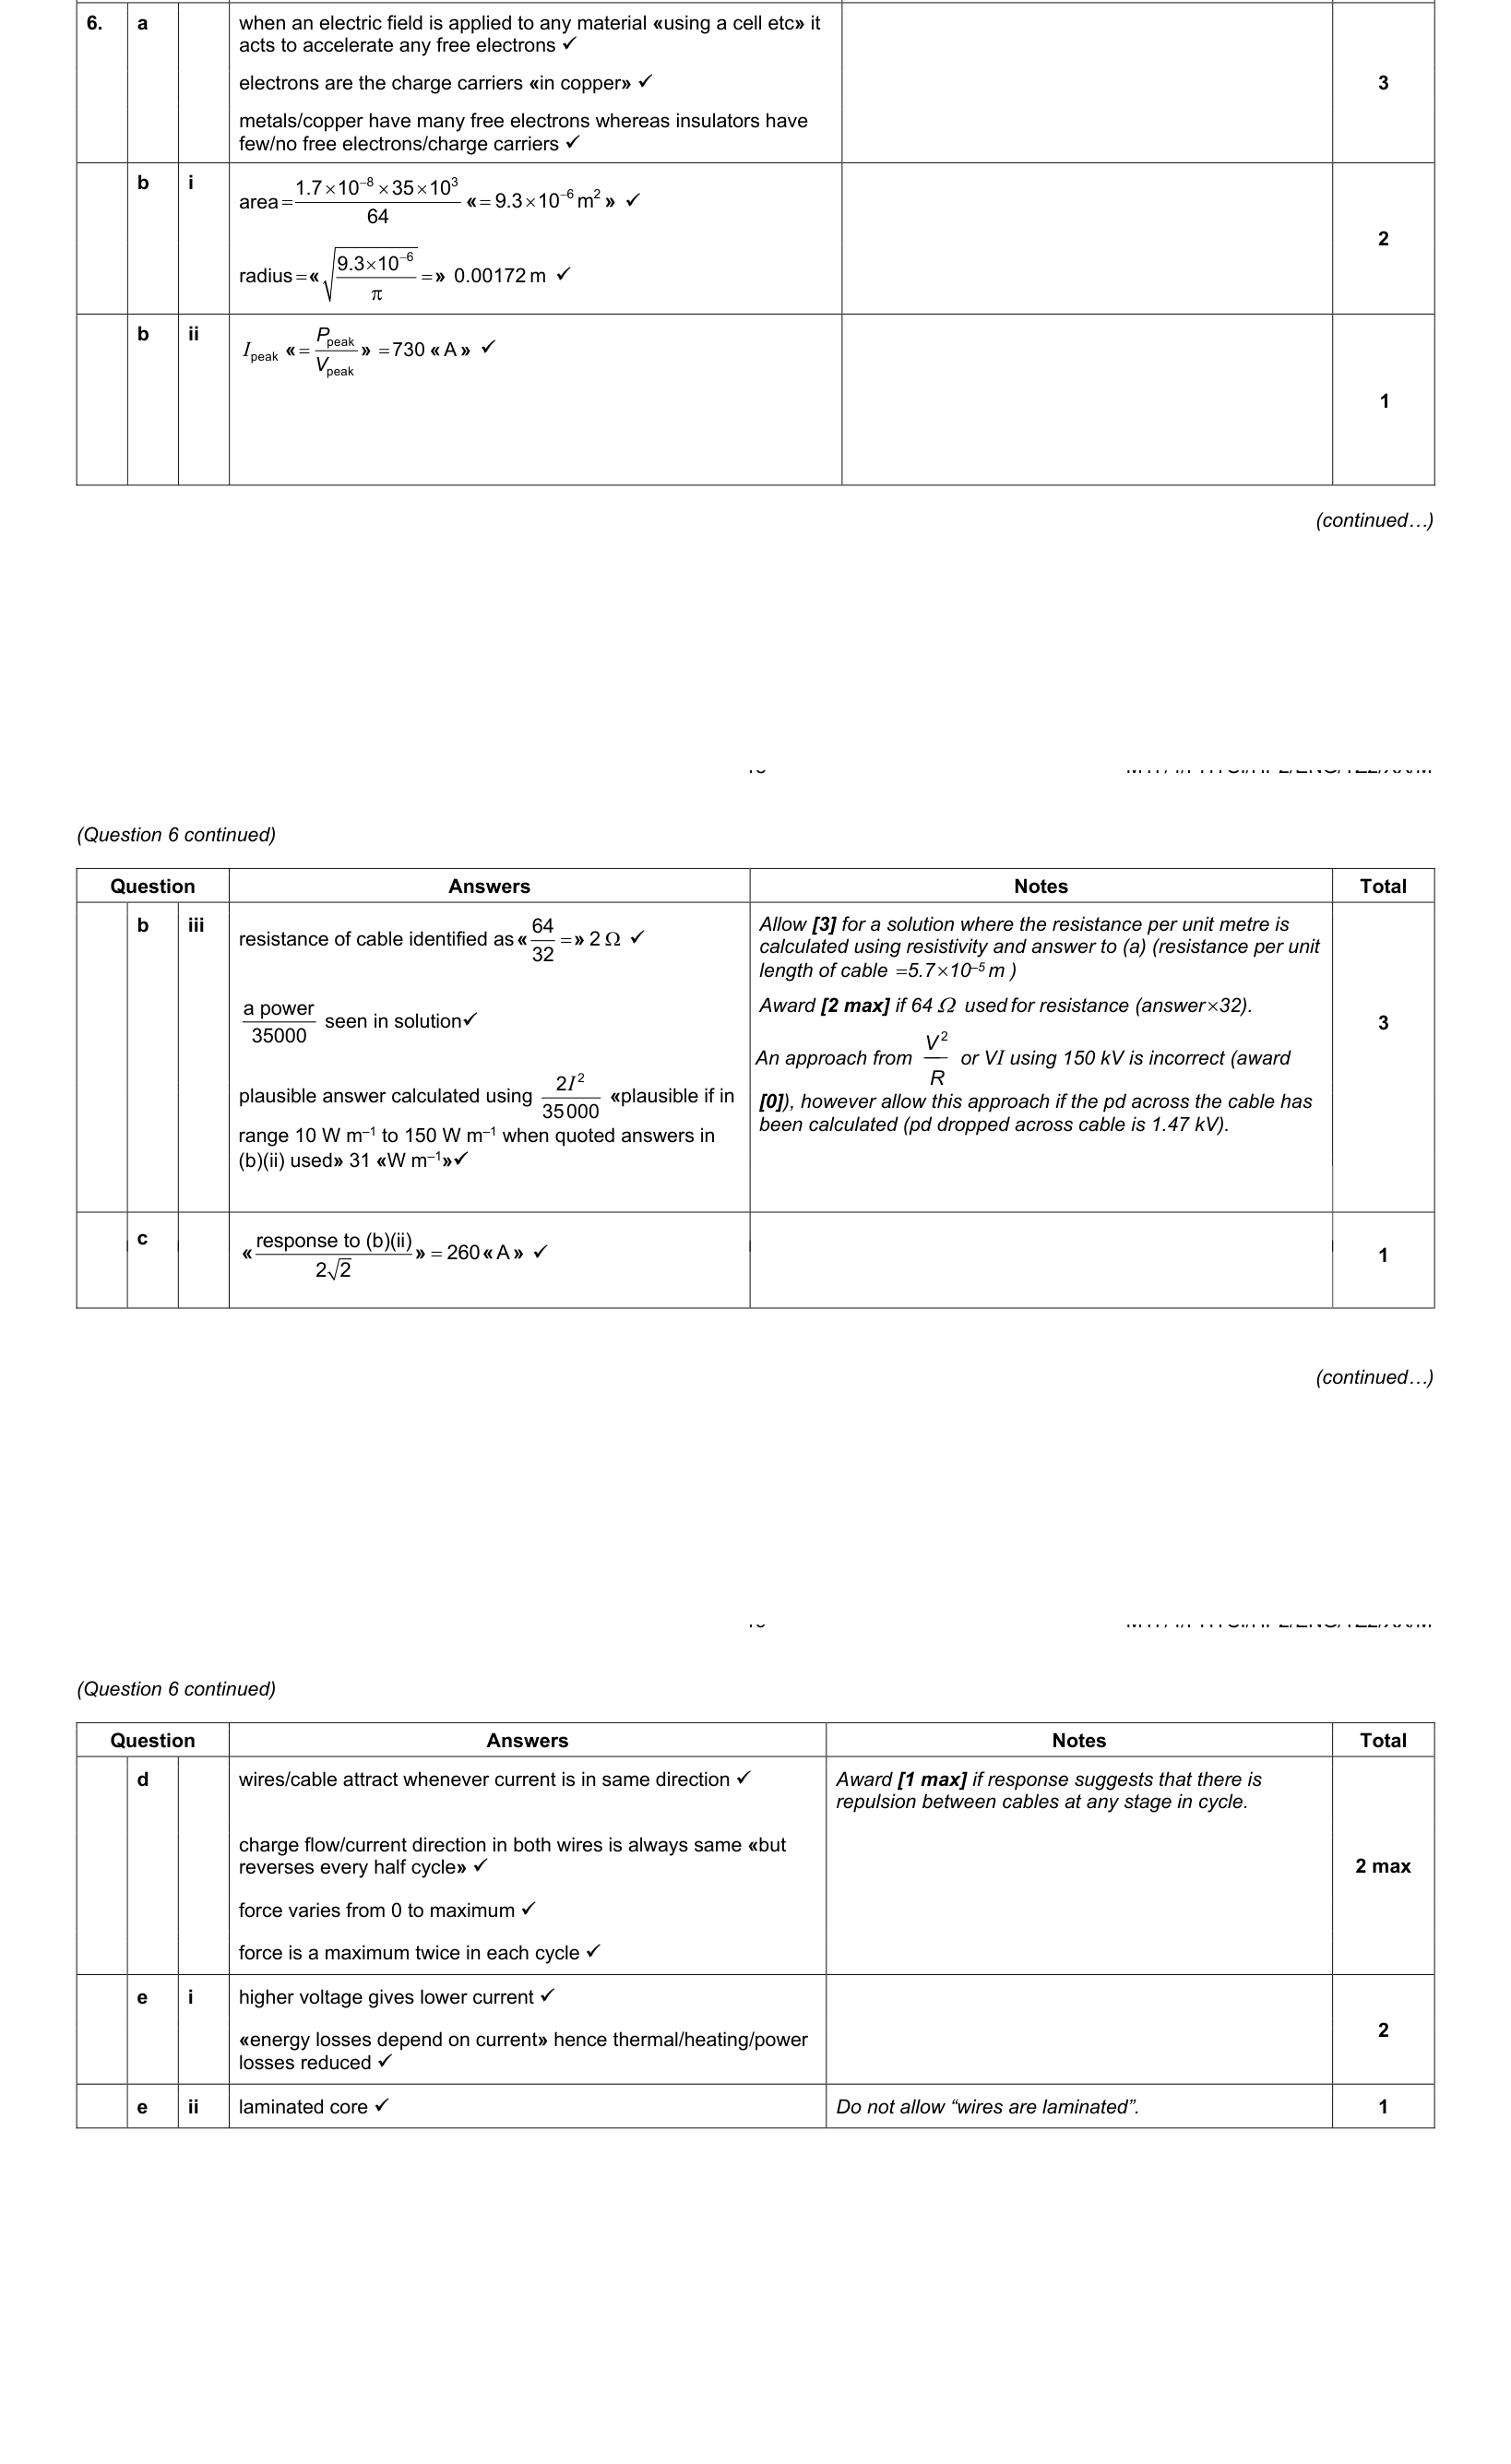 6. a when an electric field is applied to any material «using a cell etc» it
acts to accelerate any free electrons ✓
electrons are the charge carriers «in copper» ✓
3
metals/copper have many free electrons whereas insulators have
few/no free electrons/charge carriers ✓
b i area = 1.7×10⁻⁸ ×35×10³ / 64 «= 9.3×10⁻⁶ m²» ✓
2
radius = «√(9.3×10⁻⁶ / π) =» 0.00172 m ✓
b ii I peak «= P peak / V peak» = 730 «A» ✓
1
(continued…)
(Question 6 continued)
Question Answers Notes Total
b iii resistance of cable identified as «64/32 =» 2 Ω ✓
a power / 35000 seen in solution ✓
plausible answer calculated using 2I² / 35000 «plausible if in
range 10 W m⁻¹ to 150 W m⁻¹ when quoted answers in
(b)(ii) used» 31 «W m⁻¹» ✓
Allow [3] for a solution where the resistance per unit metre is
calculated using resistivity and answer to (a) (resistance per unit
length of cable =5.7×10⁻⁵ m )
Award [2 max] if 64 Ω used for resistance (answer×32).
An approach from V² / R or VI using 150 kV is incorrect (award
[0]), however allow this approach if the pd across the cable has
been calculated (pd dropped across cable is 1.47 kV).
3
c «response to (b)(ii) / 2√2» = 260 «A» ✓
1
(continued…)
(Question 6 continued)
Question Answers Notes Total
d wires/cable attract whenever current is in same direction ✓
charge flow/current direction in both wires is always same «but
reverses every half cycle» ✓
force varies from 0 to maximum ✓
force is a maximum twice in each cycle ✓
Award [1 max] if response suggests that there is
repulsion between cables at any stage in cycle.
2 max
e i higher voltage gives lower current ✓
«energy losses depend on current» hence thermal/heating/power
losses reduced ✓
2
e ii laminated core ✓
Do not allow “wires are laminated”.
1